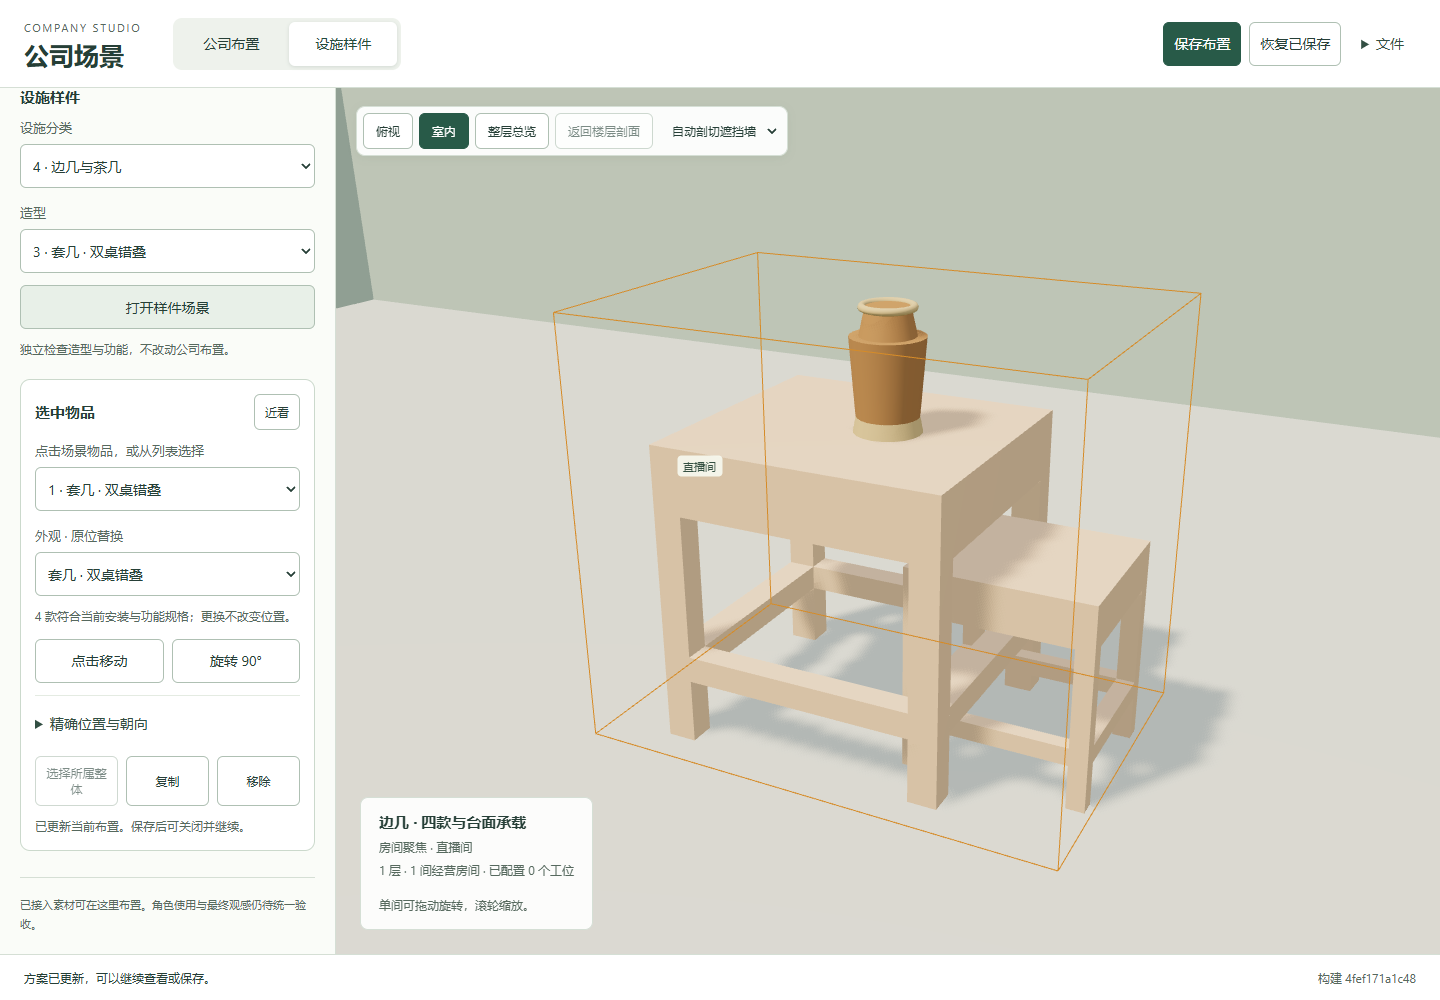 COMPANY STUDIO
公司场景
公司布置
设施样件
保存布置
恢复已保存
▶ 文件
设施样件
设施分类
4 · 边几与茶几
造型
3 · 套几 · 双桌错叠
打开样件场景
独立检查造型与功能，不改动公司布置。
选中物品
近看
点击场景物品，或从列表选择
1 · 套几 · 双桌错叠
外观 · 原位替换
套几 · 双桌错叠
4 款符合当前安装与功能规格；更换不改变位置。
点击移动
旋转 90°
▶ 精确位置与朝向
选择所属整
体
复制
移除
已更新当前布置。保存后可关闭并继续。
已接入素材可在这里布置。角色使用与最终观感仍待统一验
收。
俯视
室内
整层总览
返回楼层剖面
自动剖切遮挡墙
直播间
边几 · 四款与台面承载
房间聚焦 · 直播间
1 层 · 1 间经营房间 · 已配置 0 个工位
单间可拖动旋转，滚轮缩放。
方案已更新，可以继续查看或保存。
构建 4fef171a1c48